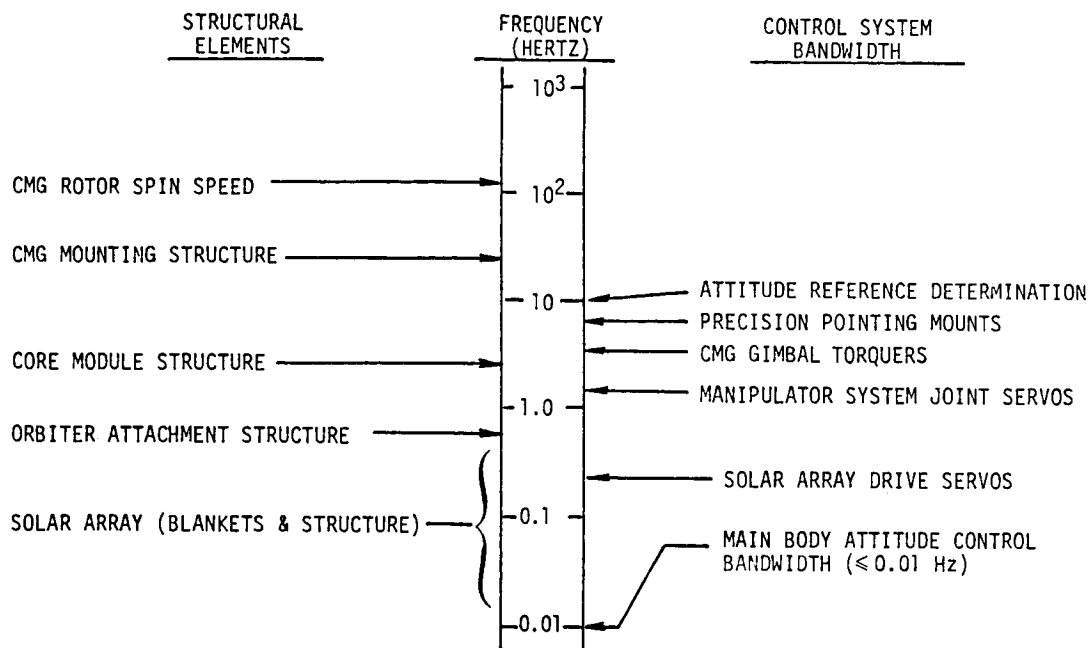 STRUCTURAL
ELEMENTS
FREQUENCY
(HERTZ)
CONTROL SYSTEM
BANDWIDTH
10³
CMG ROTOR SPIN SPEED
10²
CMG MOUNTING STRUCTURE
10
ATTITUDE REFERENCE DETERMINATION
PRECISION POINTING MOUNTS
CMG GIMBAL TORQUERS
CORE MODULE STRUCTURE
MANIPULATOR SYSTEM JOINT SERVOS
1.0
ORBITER ATTACHMENT STRUCTURE
SOLAR ARRAY DRIVE SERVOS
SOLAR ARRAY (BLANKETS & STRUCTURE)
0.1
MAIN BODY ATTITUDE CONTROL
BANDWIDTH (≤0.01 Hz)
0.01